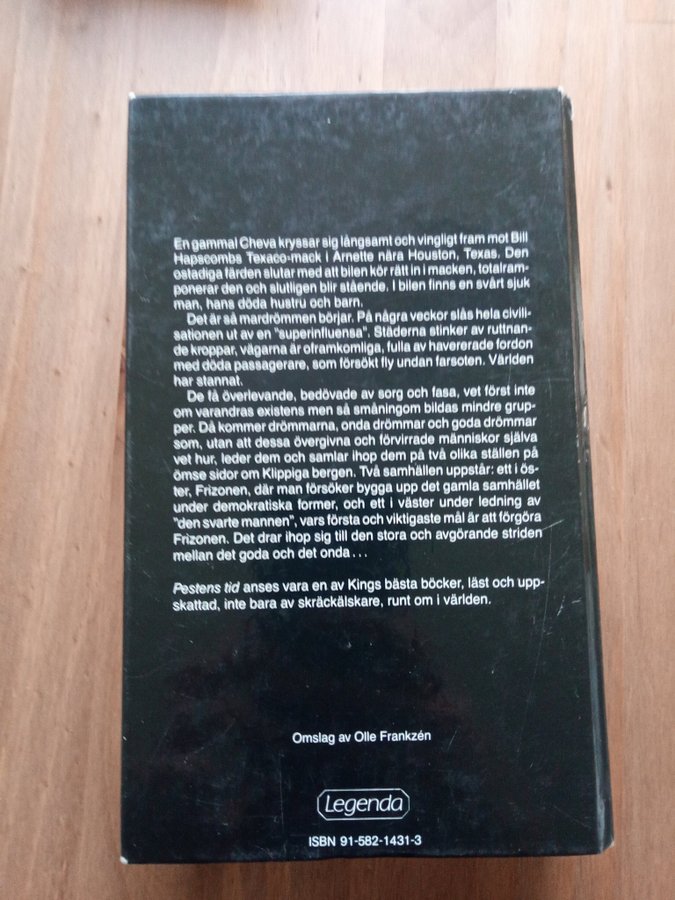 En gammal Cheva kryssar sig långsamt och vingligt fram mot Bill
Hapscombs Texaco-mack i Arnette nära Houston, Texas. Den
ostadiga färden slutar med att bilen kör rätt in i macken, totalram-
ponerar den och slutligen blir stående. I bilen finns en svårt sjuk
man, hans döda hustru och barn.
Det är så mardrömmen börjar. På några veckor slås hela civili-
sationen ut av en "superinfluensa". Städerna stinker av ruttnan-
de kroppar, vägarna är oframkomliga, fulla av havererade fordon
med döda passagerare, som försökt fly undan farsoten. Världen
har stannat.
De få överlevande, bedövade av sorg och fasa, vet först inte
om varandras existens men så småningom bildas mindre grup-
per. Då kommer drömmarna, onda drömmar och goda drömmar
som, utan att dessa övergivna och förvirrade människor själva
vet hur, leder dem och samlar ihop dem på två olika ställen på
ömse sidor om Klippiga bergen. Två samhällen uppstår: ett i ös-
ter, Frizonen, där man försöker bygga upp det gamla samhället
under demokratiska former, och ett i väster under ledning av
"den svarte mannen", vars första och viktigaste mål är att förgöra
Frizonen. Det drar ihop sig till den stora och avgörande striden
mellan det goda och det onda...
Pestens tid anses vara en av Kings bästa böcker, läst och upp-
skattad, inte bara av skräckälskare, runt om i världen.
Omslag av Olle Frankzén
Legenda
ISBN 91-582-1431-3